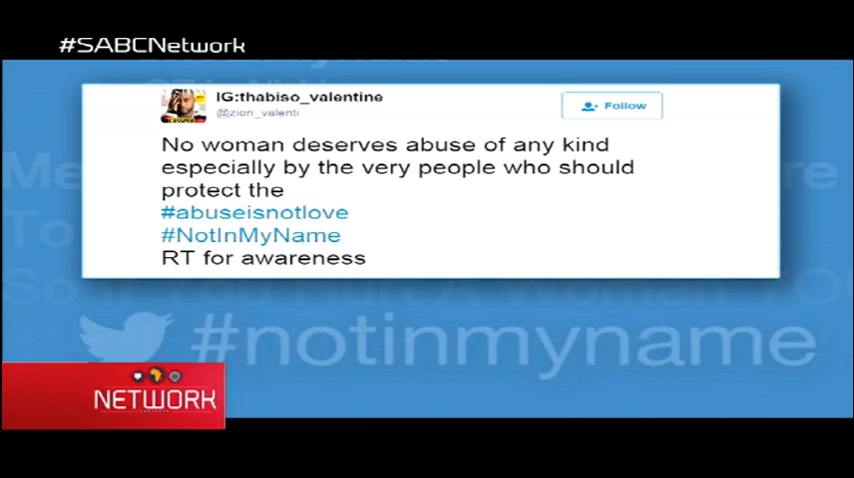 #SABCNetwork
IG:thabiso_valentine
@zion_valenti
Follow
No woman deserves abuse of any kind
especially by the very people who should
protect the
#abuseisnotlove
#NotInMyName
RT for awareness
#notinmyname
NETWORK